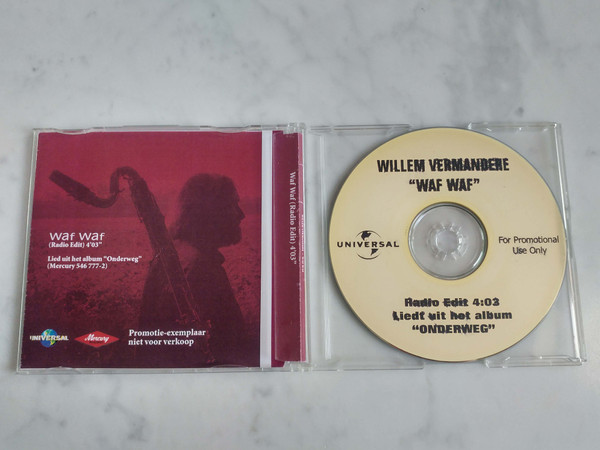 waf waf
(Radio Edit) 4'03"
Lied uit het album "Onderweg"
(Mercury 546 777-2)
UNIVERSAL
Mercury
Promotie-exemplaar
niet voor verkoop
Waf Waf (Radio Edit) 4'03"
WILLEM VERMANDERE
"WAF WAF"
UNIVERSAL
For Promotional
Use Only
Radio Edit 4:03
Liedt uit het album
"ONDERWEG"